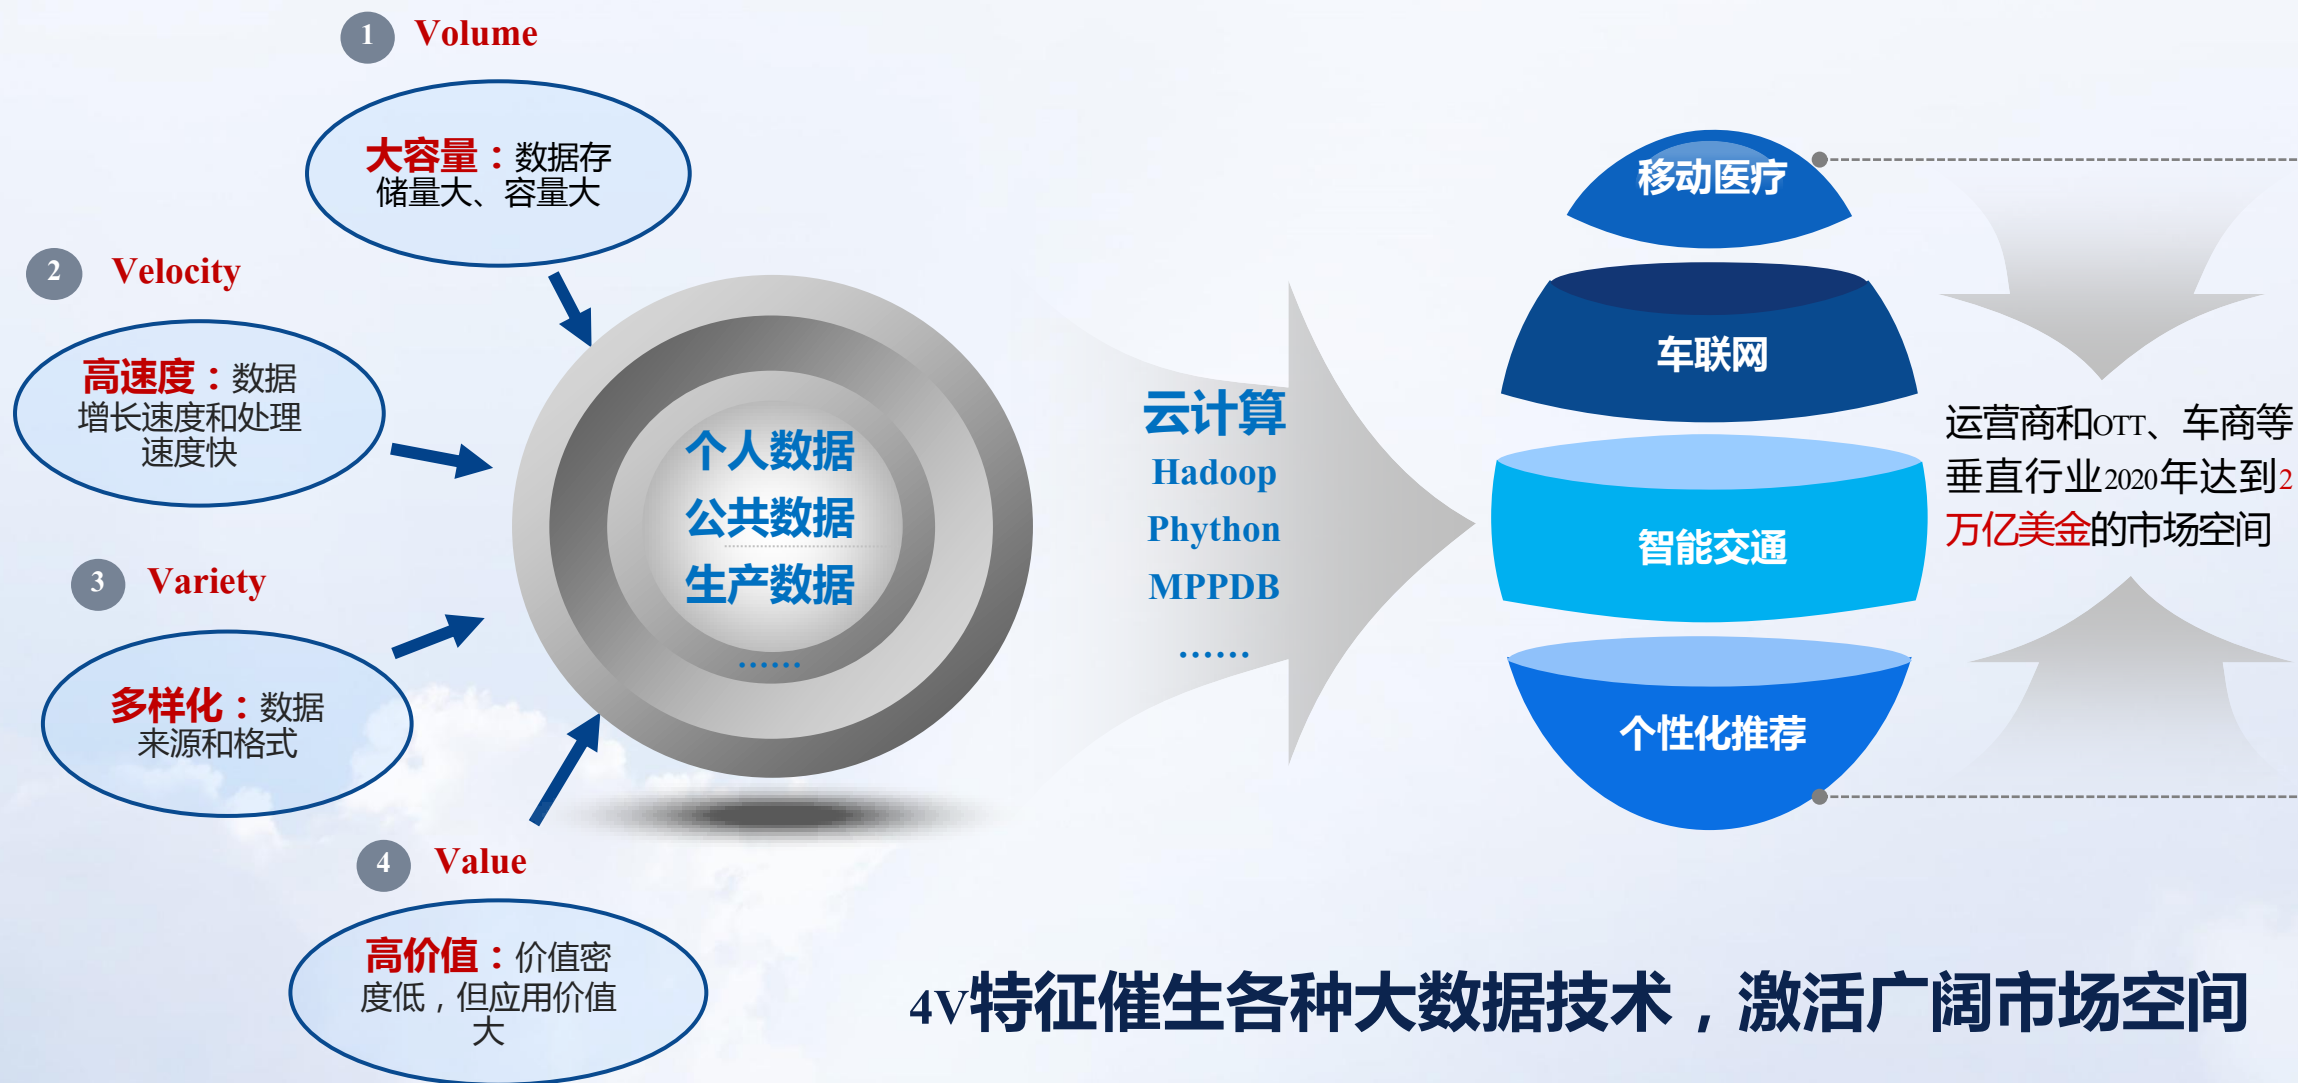 1 Volume
大容量：数据存
储量大、容量大
2 Velocity
高速度：数据
增长速度和处理
速度快
3 Variety
多样化：数据
来源和格式
4 Value
高价值：价值密
度低，但应用价值
大
个人数据
公共数据
生产数据
……
云计算
Hadoop
Phython
MPPDB
……
移动医疗
车联网
智能交通
个性化推荐
运营商和OTT、车商等
垂直行业2020年达到2
万亿美金的市场空间
4V特征催生各种大数据技术，激活广阔市场空间